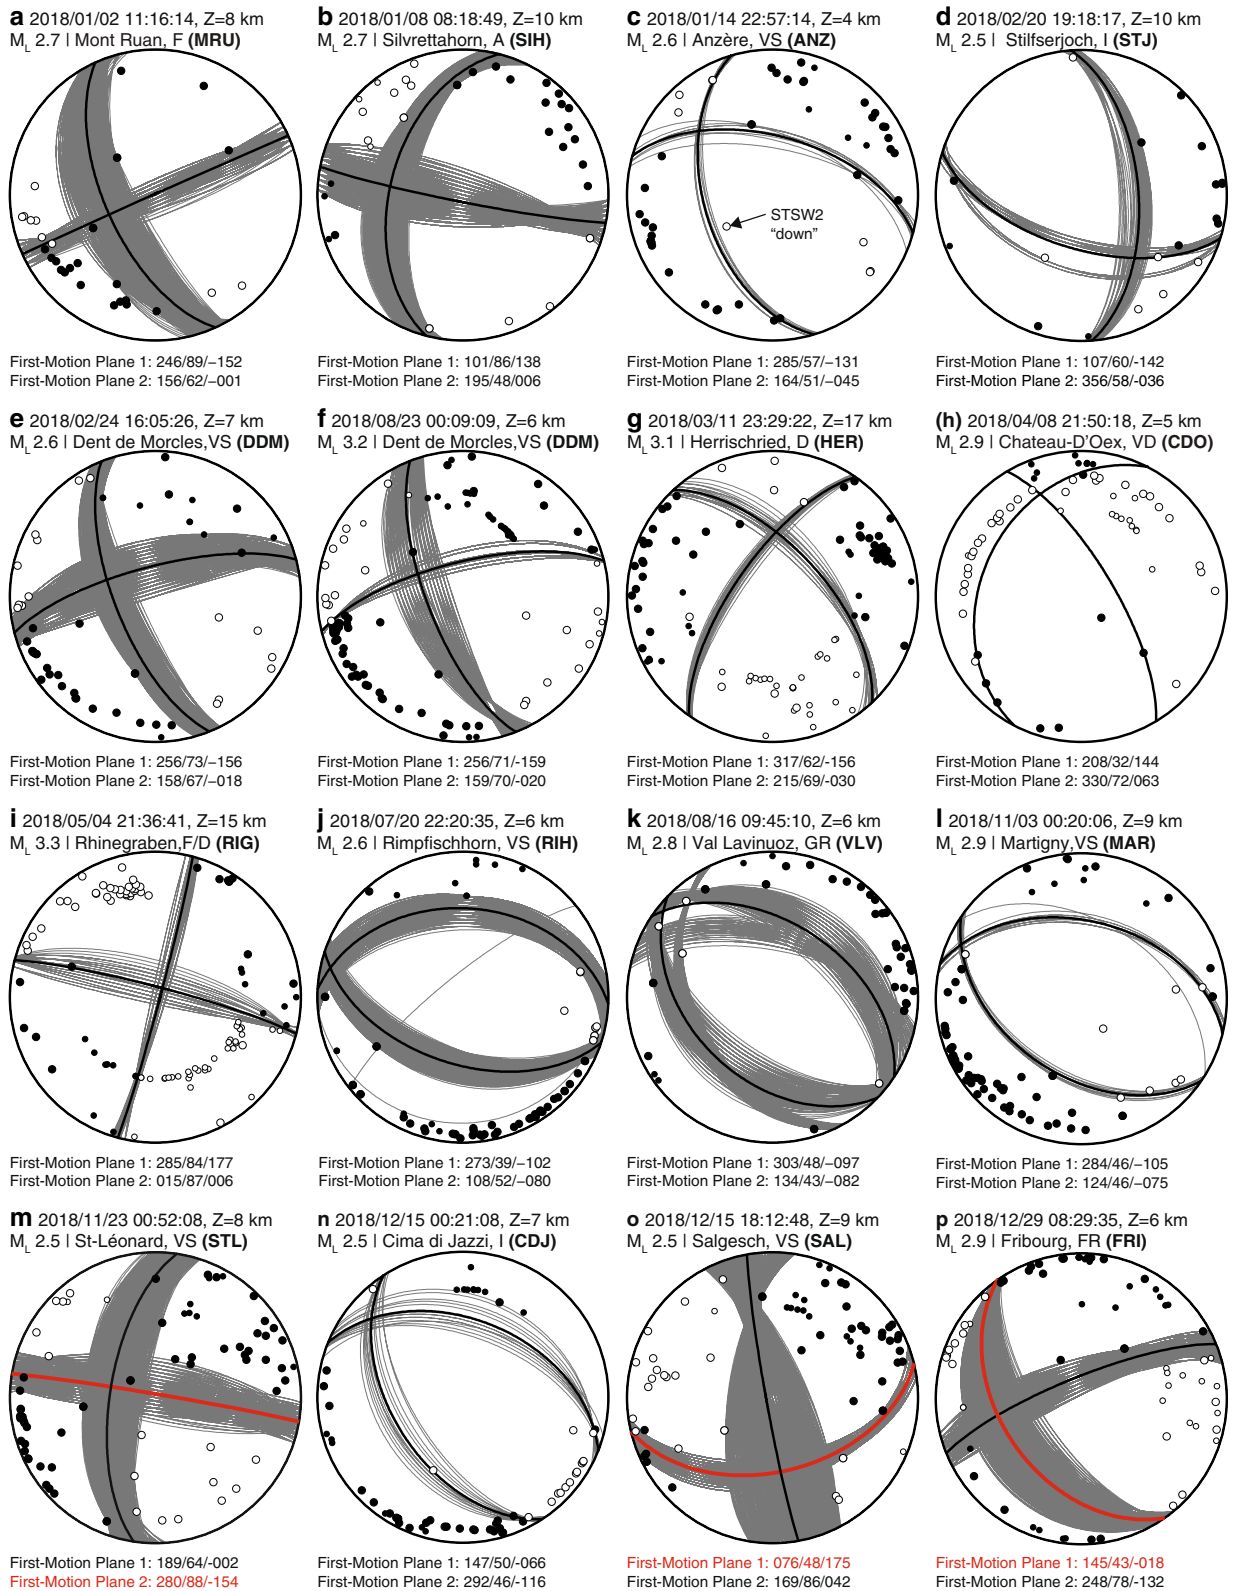 a 2018/01/02 11:16:14, Z=8 km
ML 2.7 | Mont Ruan, F (MRU)
First-Motion Plane 1: 246/89/−152
First-Motion Plane 2: 156/62/−001
b 2018/01/08 08:18:49, Z=10 km
ML 2.7 | Silvrettahorn, A (SIH)
First-Motion Plane 1: 101/86/138
First-Motion Plane 2: 195/48/006
c 2018/01/14 22:57:14, Z=4 km
ML 2.6 | Anzère, VS (ANZ)
STSW2
“down”
First-Motion Plane 1: 285/57/−131
First-Motion Plane 2: 164/51/−045
d 2018/02/20 19:18:17, Z=10 km
ML 2.5 | Stilfserjoch, I (STJ)
First-Motion Plane 1: 107/60/-142
First-Motion Plane 2: 356/58/-036
e 2018/02/24 16:05:26, Z=7 km
ML 2.6 | Dent de Morcles,VS (DDM)
First-Motion Plane 1: 256/73/−156
First-Motion Plane 2: 158/67/−018
f 2018/08/23 00:09:09, Z=6 km
ML 3.2 | Dent de Morcles,VS (DDM)
First-Motion Plane 1: 256/71/-159
First-Motion Plane 2: 159/70/-020
g 2018/03/11 23:29:22, Z=17 km
ML 3.1 | Herrischried, D (HER)
First-Motion Plane 1: 317/62/-156
First-Motion Plane 2: 215/69/-030
(h) 2018/04/08 21:50:18, Z=5 km
ML 2.9 | Chateau-D’Oex, VD (CDO)
First-Motion Plane 1: 208/32/144
First-Motion Plane 2: 330/72/063
i 2018/05/04 21:36:41, Z=15 km
ML 3.3 | Rhinegraben,F/D (RIG)
First-Motion Plane 1: 285/84/177
First-Motion Plane 2: 015/87/006
j 2018/07/20 22:20:35, Z=6 km
ML 2.6 | Rimpfischhorn, VS (RIH)
First-Motion Plane 1: 273/39/−102
First-Motion Plane 2: 108/52/−080
k 2018/08/16 09:45:10, Z=6 km
ML 2.8 | Val Lavinuoz, GR (VLV)
First-Motion Plane 1: 303/48/−097
First-Motion Plane 2: 134/43/−082
l 2018/11/03 00:20:06, Z=9 km
ML 2.9 | Martigny,VS (MAR)
First-Motion Plane 1: 284/46/−105
First-Motion Plane 2: 124/46/−075
m 2018/11/23 00:52:08, Z=8 km
ML 2.5 | St-Léonard, VS (STL)
First-Motion Plane 1: 189/64/-002
First-Motion Plane 2: 280/88/-154
n 2018/12/15 00:21:08, Z=7 km
ML 2.5 | Cima di Jazzi, I (CDJ)
First-Motion Plane 1: 147/50/-066
First-Motion Plane 2: 292/46/-116
o 2018/12/15 18:12:48, Z=9 km
ML 2.5 | Salgesch, VS (SAL)
First-Motion Plane 1: 076/48/175
First-Motion Plane 2: 169/86/042
p 2018/12/29 08:29:35, Z=6 km
ML 2.9 | Fribourg, FR (FRI)
First-Motion Plane 1: 145/43/-018
First-Motion Plane 2: 248/78/-132